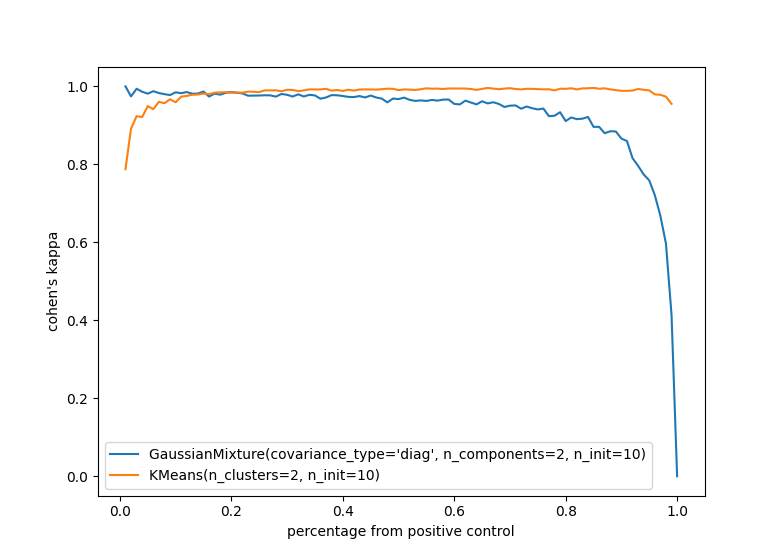 1.0
0.8
0.6
0.4
0.2
0.0
cohen's kappa
GaussianMixture(covariance_type='diag', n_components=2, n_init=10)
KMeans(n_clusters=2, n_init=10)
0.0 0.2 0.4 0.6 0.8 1.0
percentage from positive control